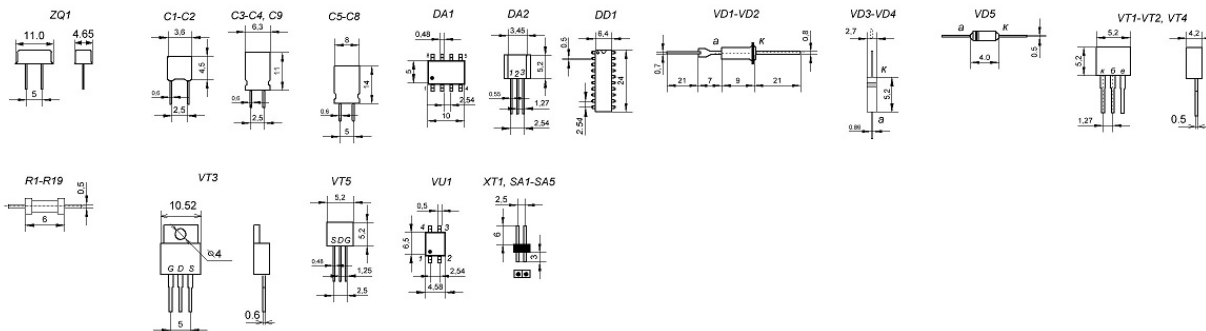 ZQ1
11.0
4.65
5
C1-C2
3,6
4,5
0,6
2,5
C3-C4, C9
6,3
11
0,6
2,5
C5-C8
8
14
0,6
5
DA1
0,48
5
2,54
10
DA2
3,45
5,2
1 2 3
0,55
1,27
2,54
DD1
6,4
0,5
24
2,54
VD1-VD2
а
к
0,7
0,8
21
7
9
21
VD3-VD4
2,7
к
5,2
а
0,86
VD5
а
к
4.0
0,5
VT1-VT2, VT4
5,2
4,2
5,2
к б е
1,27
0.5
R1-R19
0,5
6
VT3
10.52
4
G D S
5
0.6
VT5
5,2
5,2
S D G
0,48
1,25
2,5
VU1
0,5
4
3
6,5
1
2
2,54
4,58
XT1, SA1-SA5
2,5
6
3